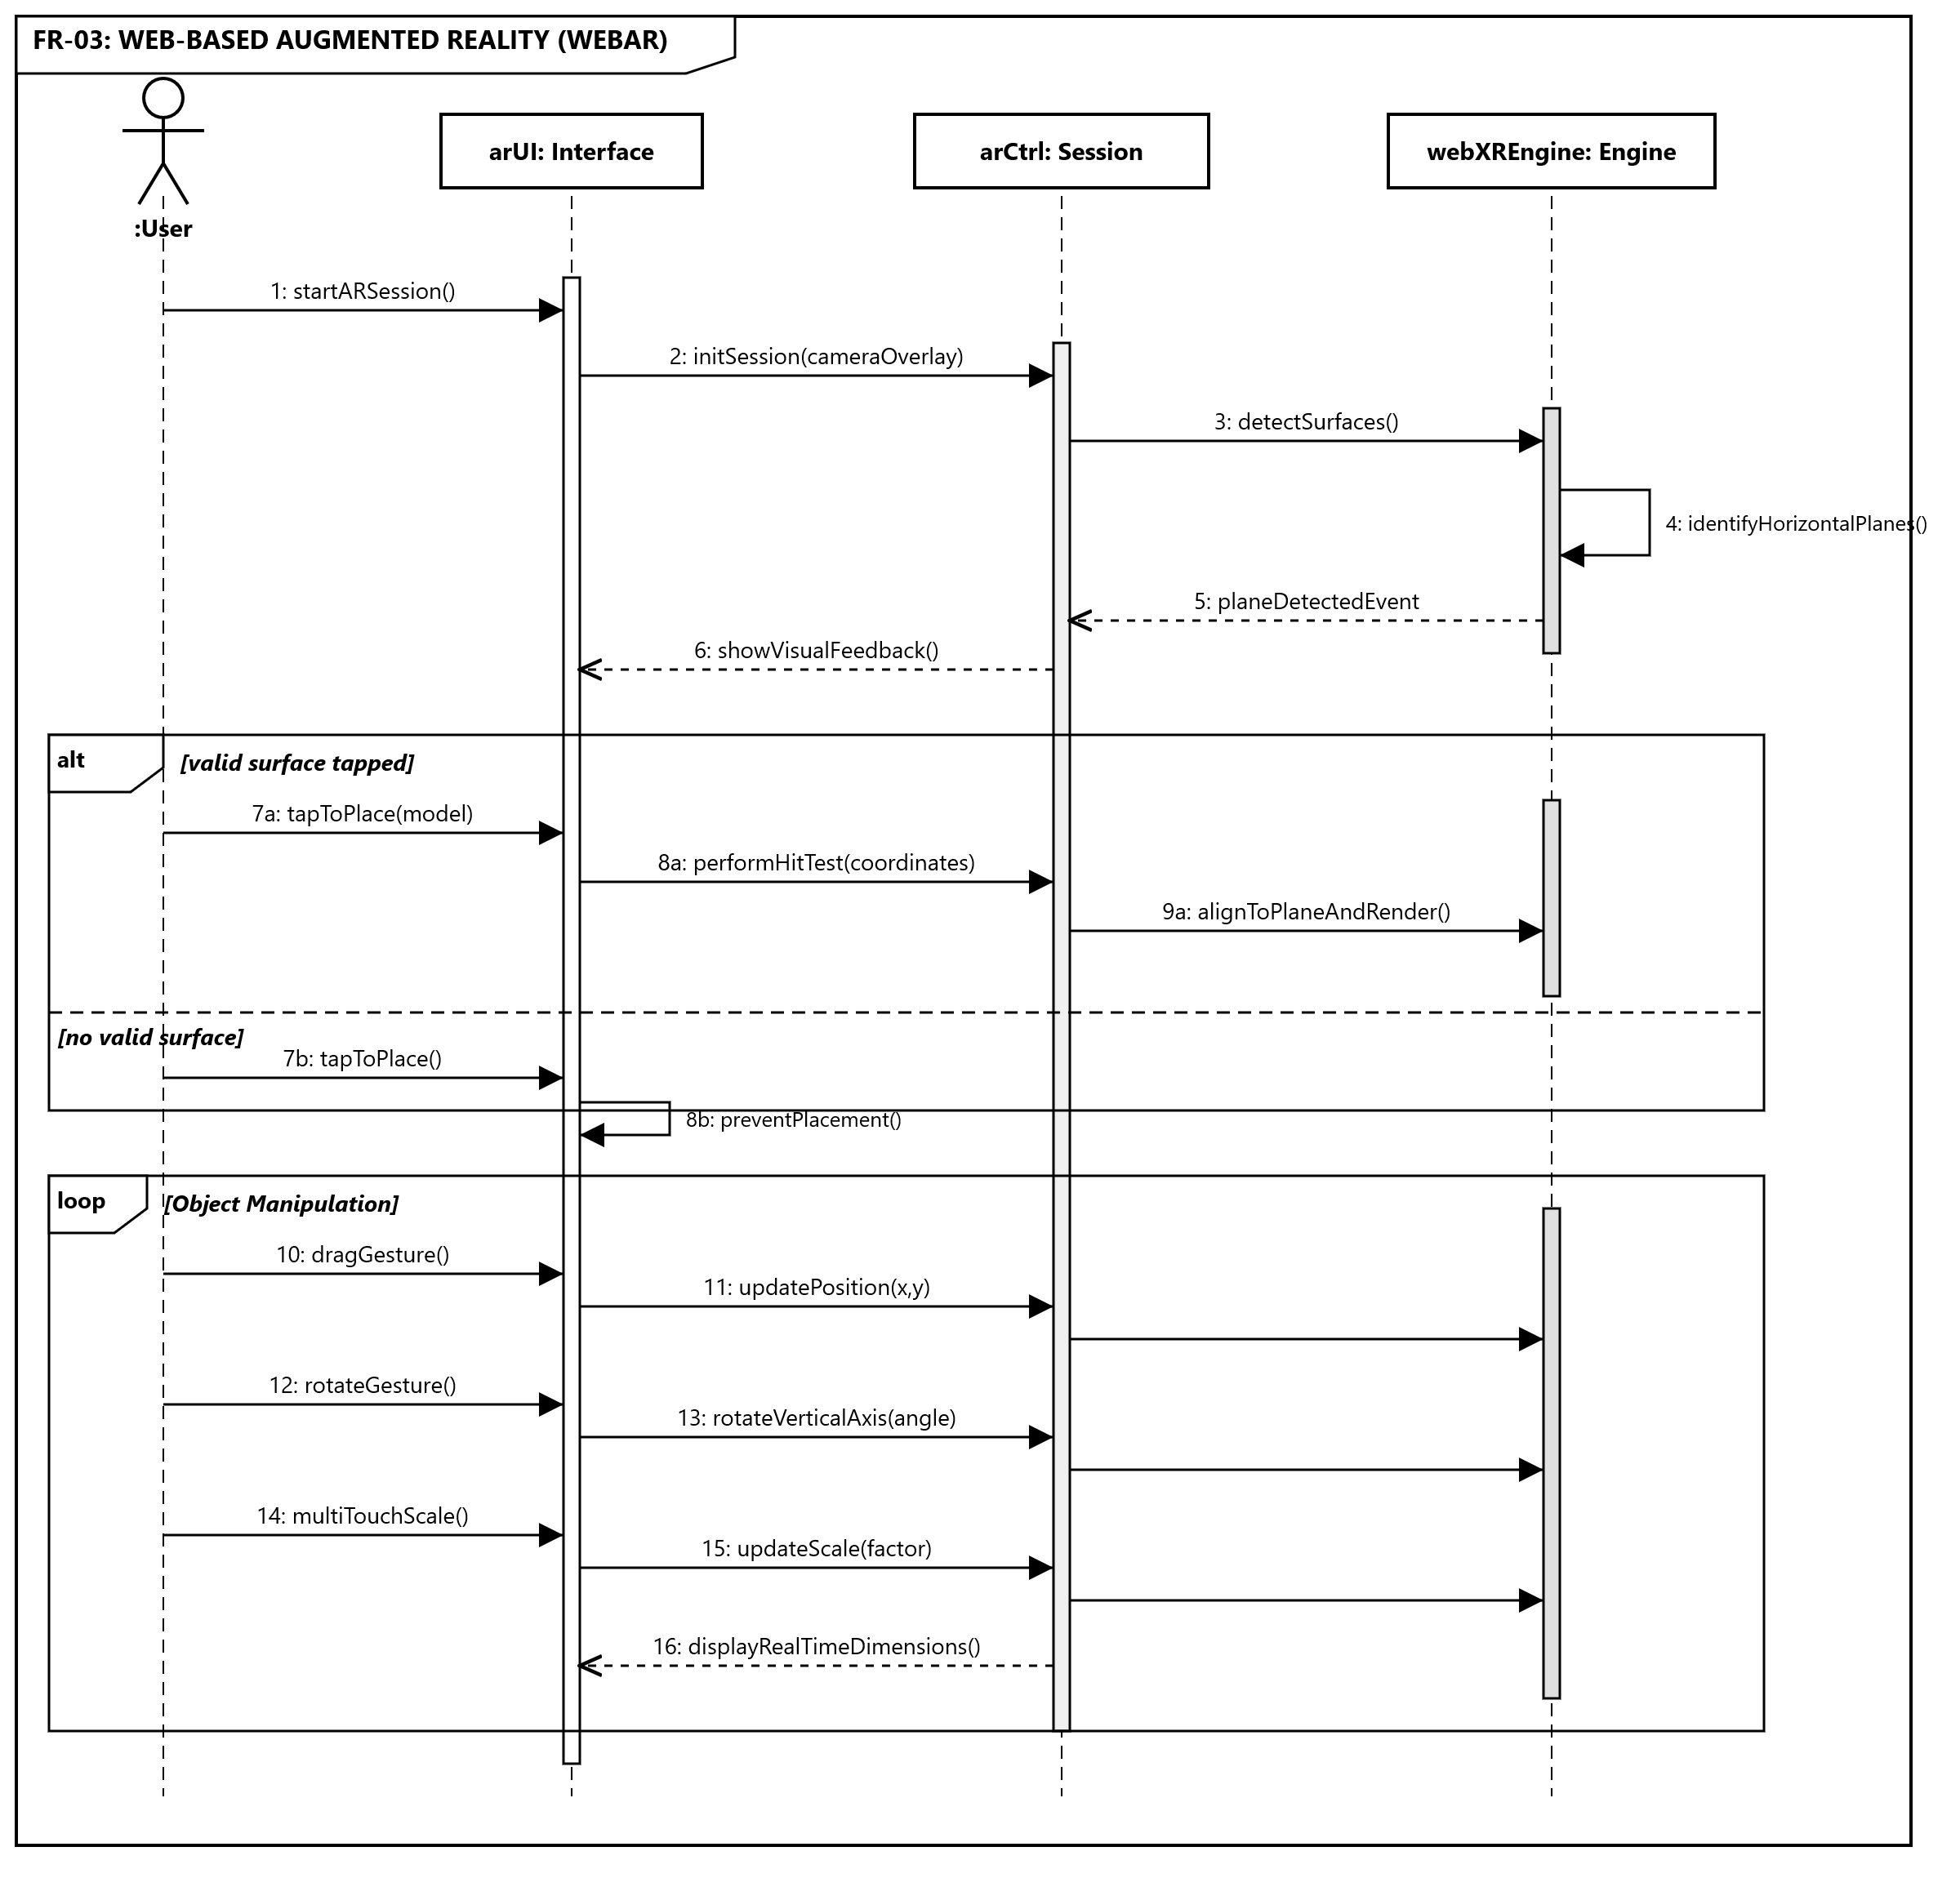 FR-03: WEB-BASED AUGMENTED REALITY (WEBAR)
:User
arUI: Interface
arCtrl: Session
webXREngine: Engine
1: startARSession()
2: initSession(cameraOverlay)
3: detectSurfaces()
4: identifyHorizontalPlanes()
5: planeDetectedEvent
6: showVisualFeedback()
alt
[valid surface tapped]
7a: tapToPlace(model)
8a: performHitTest(coordinates)
9a: alignToPlaneAndRender()
[no valid surface]
7b: tapToPlace()
8b: preventPlacement()
loop
[Object Manipulation]
10: dragGesture()
11: updatePosition(x,y)
12: rotateGesture()
13: rotateVerticalAxis(angle)
14: multiTouchScale()
15: updateScale(factor)
16: displayRealTimeDimensions()